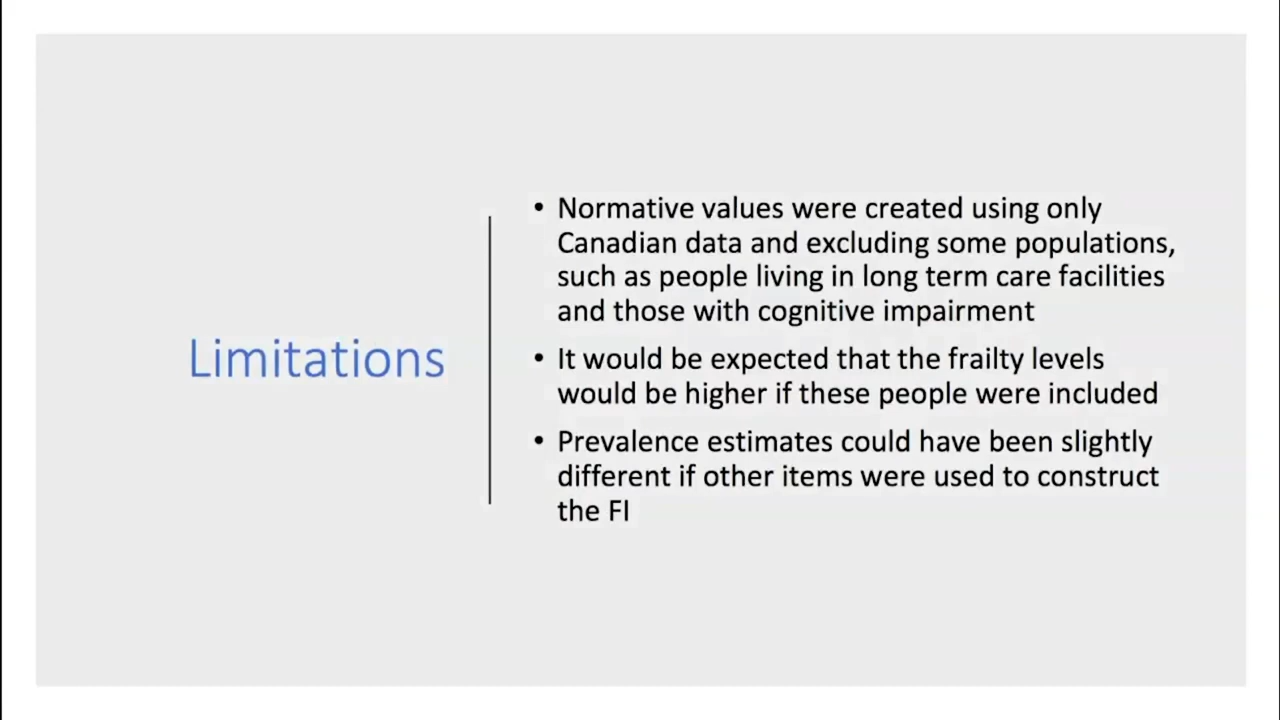 Limitations
• Normative values were created using only
Canadian data and excluding some populations,
such as people living in long term care facilities
and those with cognitive impairment
• It would be expected that the frailty levels
would be higher if these people were included
• Prevalence estimates could have been slightly
different if other items were used to construct
the FI